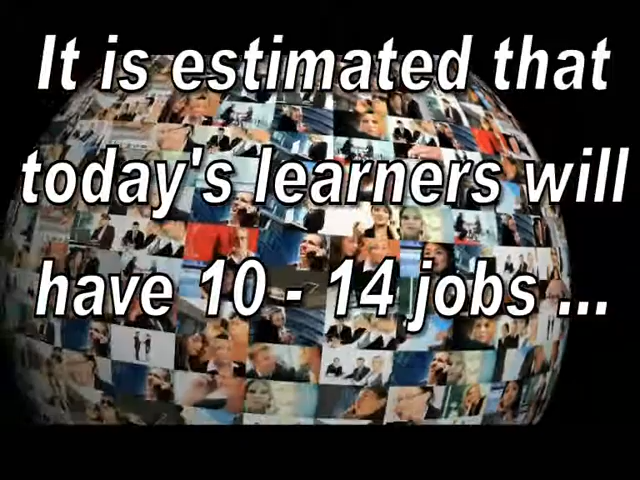 It is estimated that
today's learners will
have 10 - 14 jobs ...